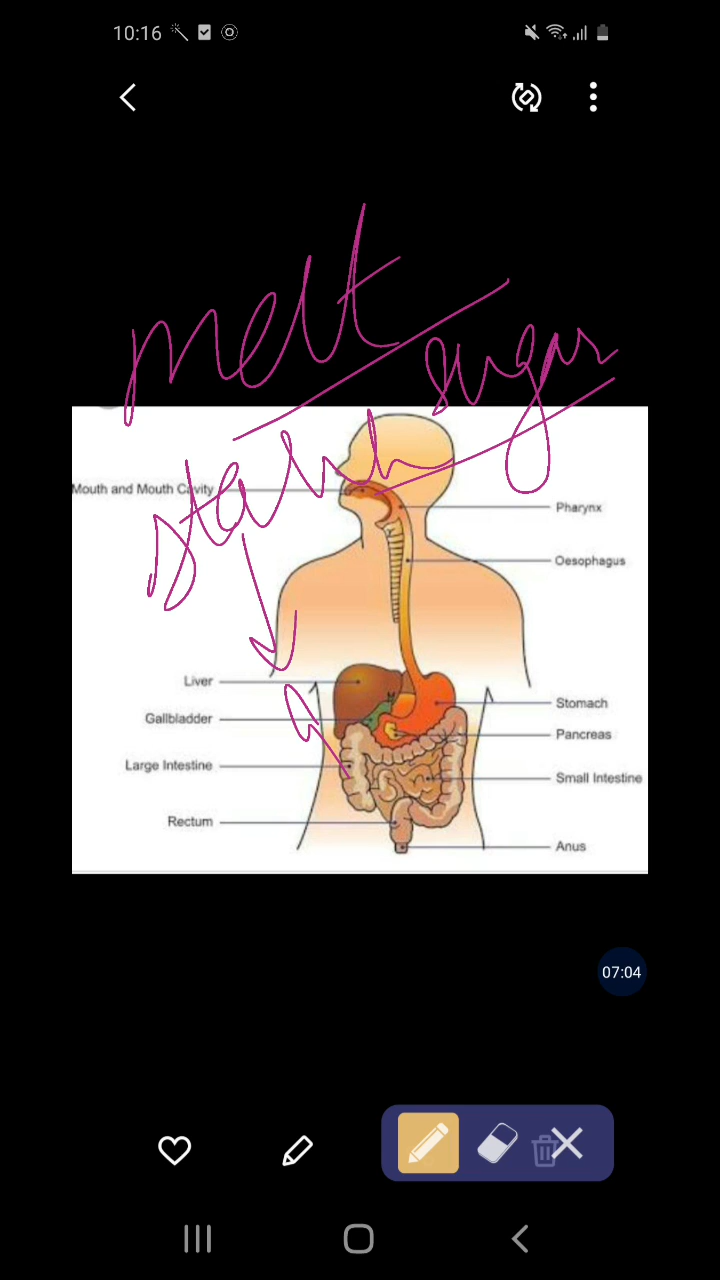 10:16
melt
sugar
starch
Mouth and Mouth Cavity
Pharynx
Oesophagus
Liver
Stomach
Gallbladder
Pancreas
Large Intestine
Small Intestine
Rectum
Anus
07:04